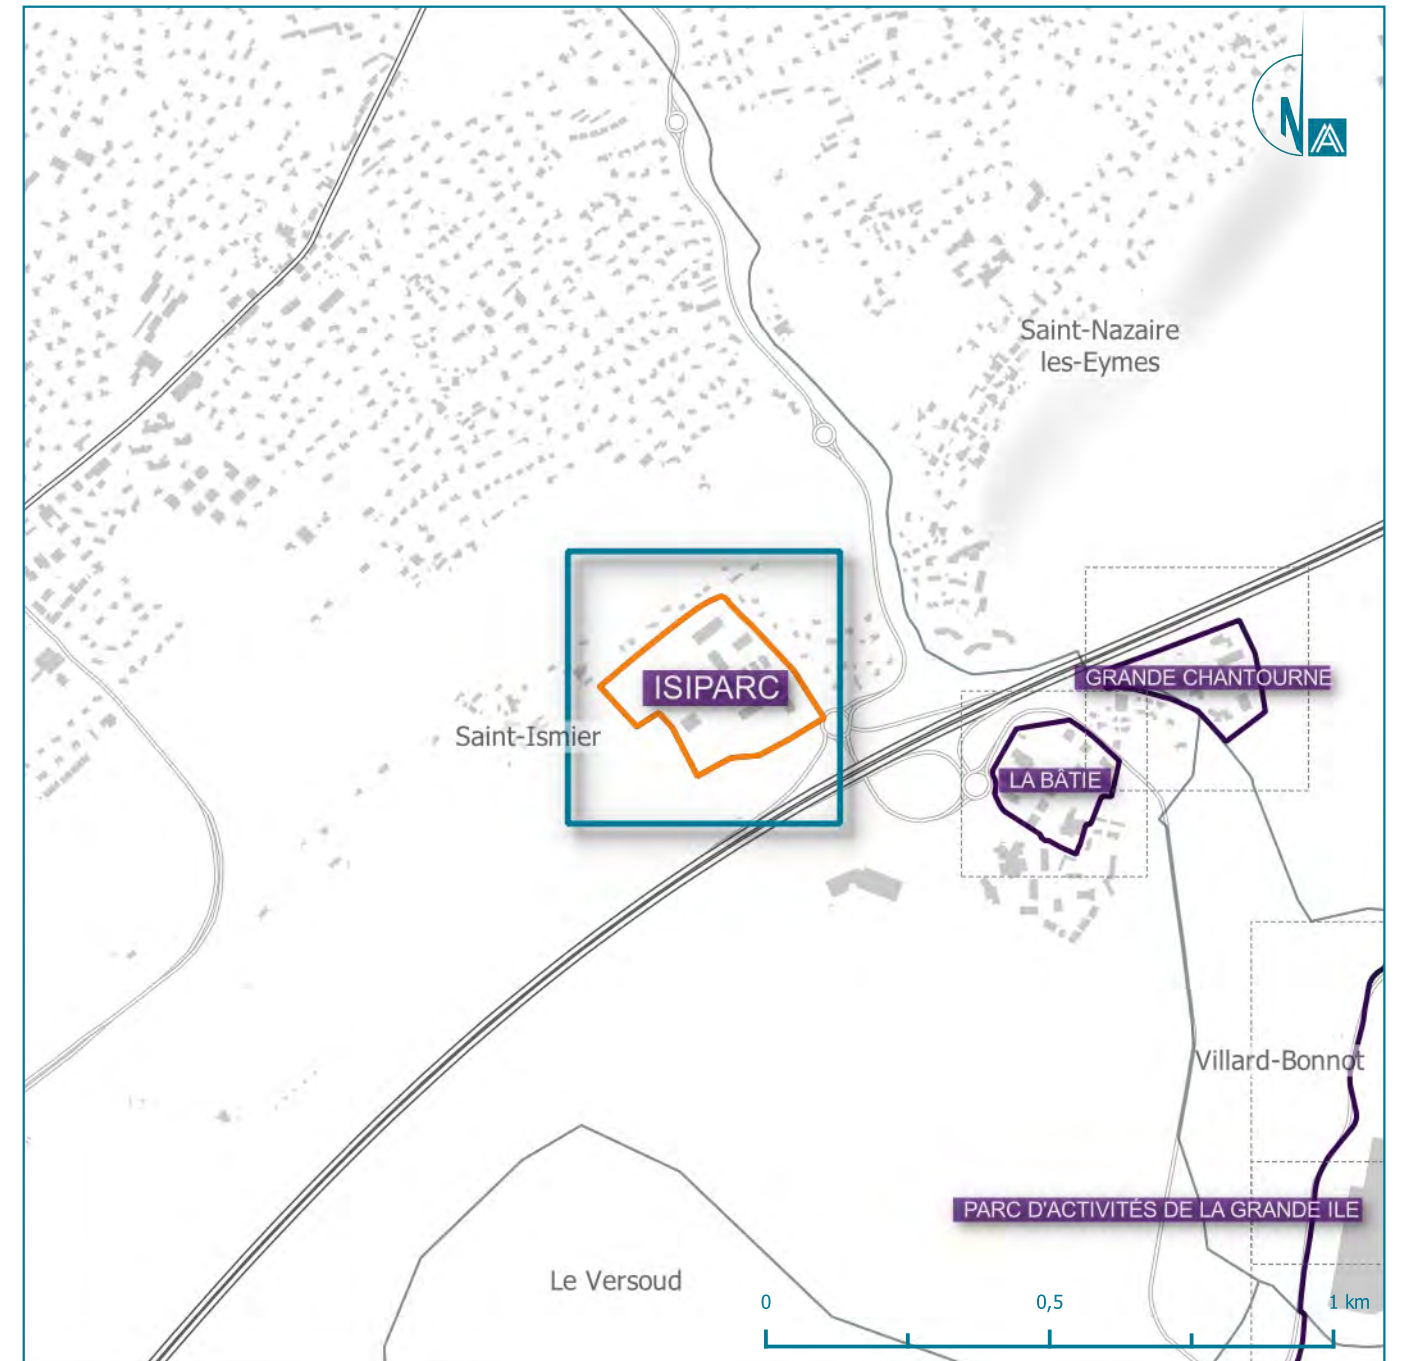 N
Saint-Nazaire
les-Eymes
ISIPARC
GRANDE CHANTOURNE
Saint-Ismier
LA BÂTIE
Villard-Bonnot
PARC D'ACTIVITÉS DE LA GRANDE ILE
Le Versoud
0 0,5 1 km